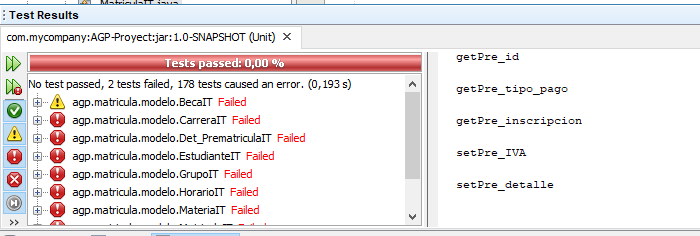 MatriculaIT.java
Test Results
com.mycompany:AGP-Proyect:jar:1.0-SNAPSHOT (Unit)
Tests passed: 0,00 %
No test passed, 2 tests failed, 178 tests caused an error. (0,193 s)
agp.matricula.modelo.BecaIT Failed
agp.matricula.modelo.CarreraIT Failed
agp.matricula.modelo.Det_PrematriculaIT Failed
agp.matricula.modelo.EstudianteIT Failed
agp.matricula.modelo.GrupoIT Failed
agp.matricula.modelo.HorarioIT Failed
agp.matricula.modelo.MateriaIT Failed
getPre_id
getPre_tipo_pago
getPre_inscripcion
setPre_IVA
setPre_detalle